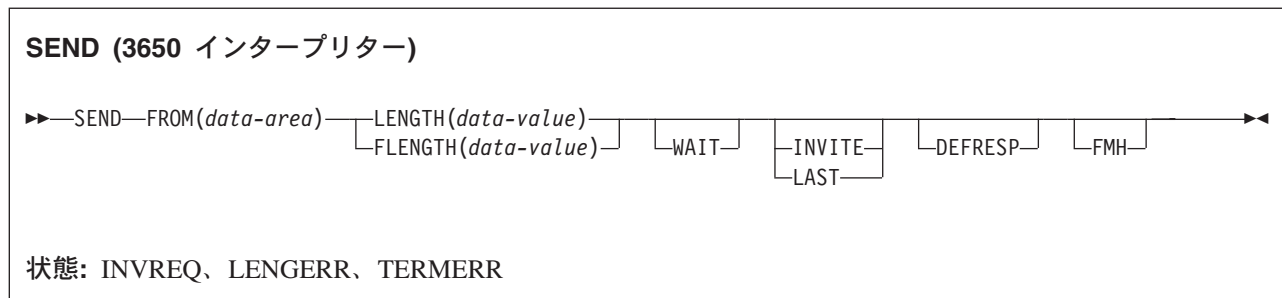 SEND (3650 インタープリター)
SEND FROM(data-area) LENGTH(data-value)
FLENGTH(data-value) WAIT INVITE DEFRESP FMH
LAST
状態: INVREQ、LENGERR、TERMERR